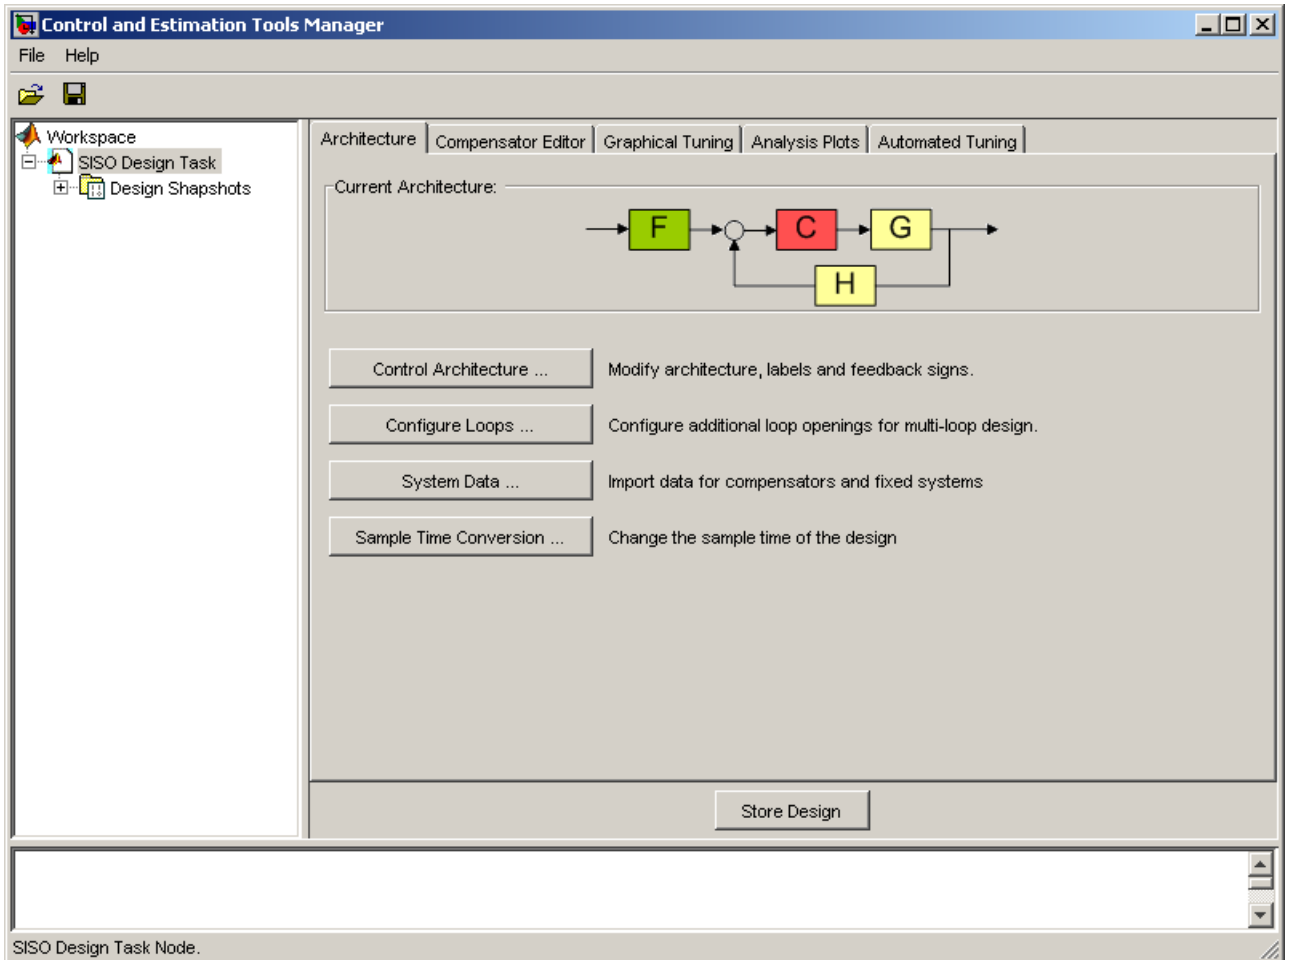 Control and Estimation Tools Manager
File Help
Workspace
SISO Design Task
Design Shapshots
Architecture Compensator Editor Graphical Tuning Analysis Plots Automated Tuning
Current Architecture:
F C G
H
Control Architecture ... Modify architecture, labels and feedback signs.
Configure Loops ... Configure additional loop openings for multi-loop design.
System Data ... Import data for compensators and fixed systems
Sample Time Conversion ... Change the sample time of the design
Store Design
SISO Design Task Node.